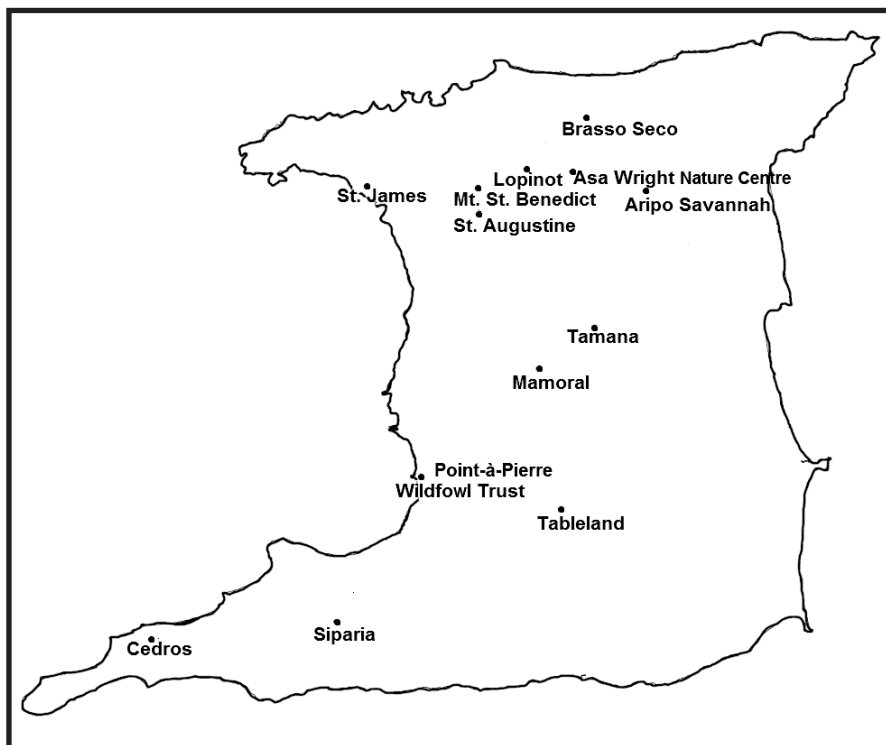 Brasso Seco
Lopinot
Asa Wright Nature Centre
St. James
Mt. St. Benedict
Aripo Savannah
St. Augustine
Tamana
Mamoral
Point-à-Pierre
Wildfowl Trust
Tableland
Siparia
Cedros